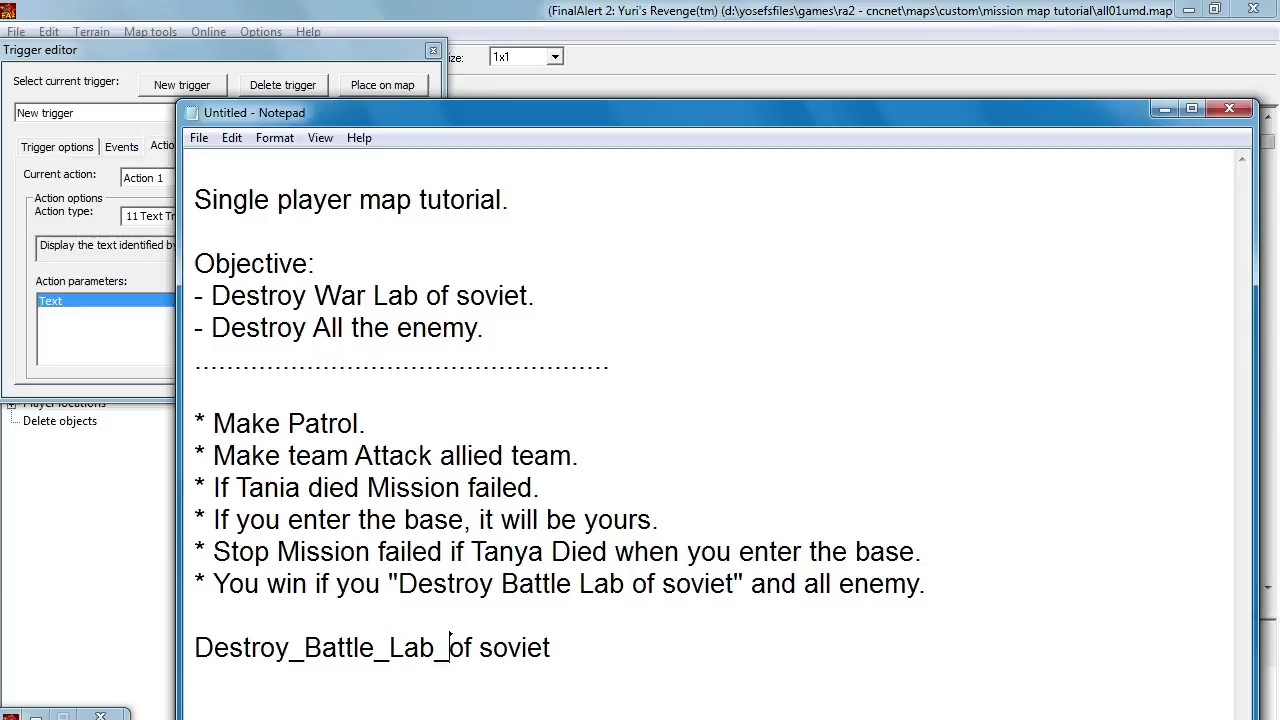 (FinalAlert 2: Yuri's Revenge(tm) (d:\yosefsfiles\games\ra2 - cncnet\maps\custom\mission map tutorial\all01umd.map
File Edit Terrain Map tools Online Options Help
Trigger editor
ize: 1x1
Select current trigger: New trigger Delete trigger Place on map
New trigger
Trigger options Events Actio
Current action: Action 1
Action options
Action type: 11 Text Tr
Display the text identified by
Action parameters:
Text
Delete objects
Untitled - Notepad
File Edit Format View Help
Single player map tutorial.
Objective:
- Destroy War Lab of soviet.
- Destroy All the enemy.
....................................................
* Make Patrol.
* Make team Attack allied team.
* If Tania died Mission failed.
* If you enter the base, it will be yours.
* Stop Mission failed if Tanya Died when you enter the base.
* You win if you "Destroy Battle Lab of soviet" and all enemy.
Destroy_Battle_Lab_of soviet